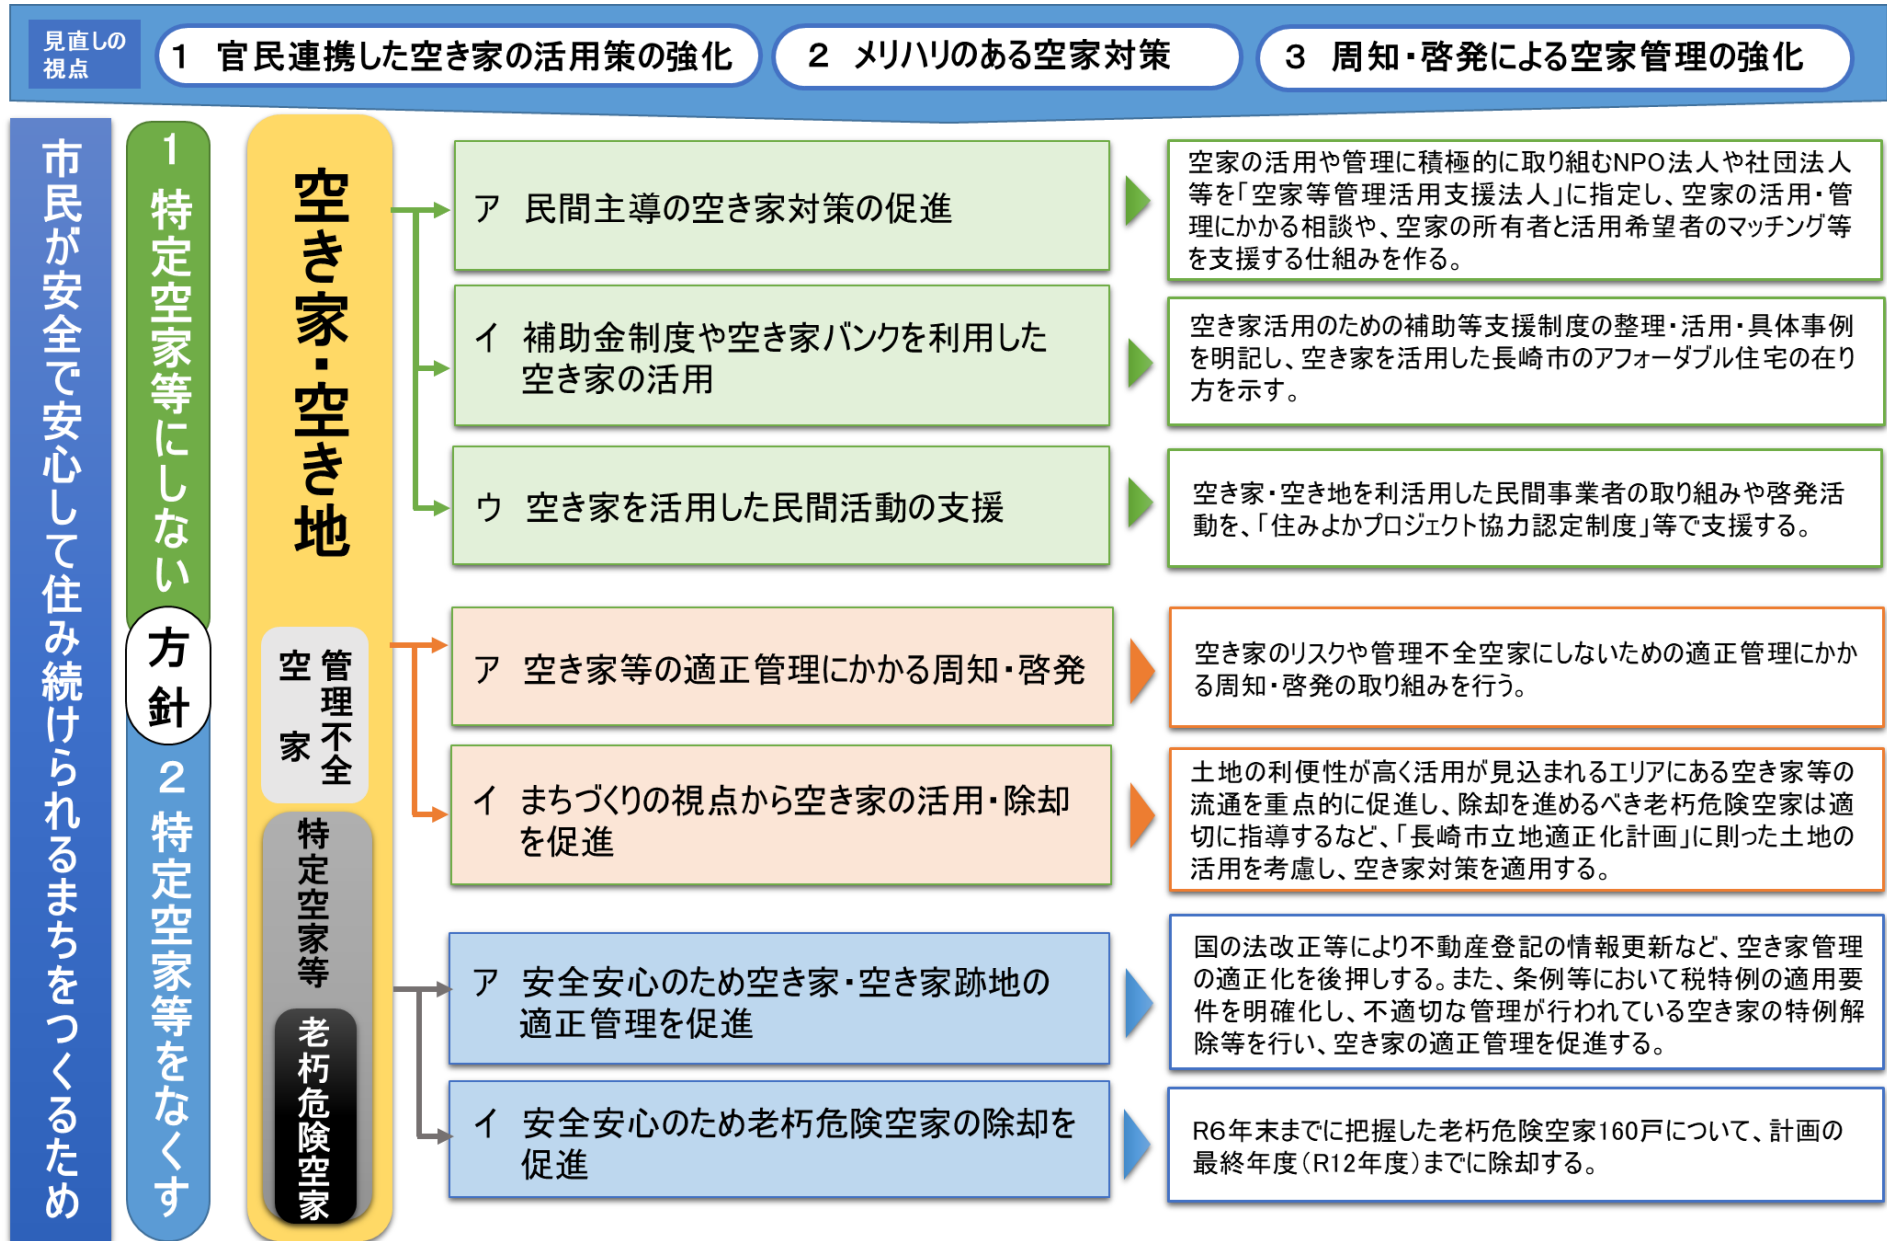 見直しの
視点
1 官民連携した空き家の活用策の強化
2 メリハリのある空家対策
3 周知・啓発による空家管理の強化
市民が安全で安心して住み続けられるまちをつくるため
1 特定空家等にしない
方針
2 特定空家等をなくす
空き家・空き地
管理不全
空家
特定空家等
老朽危険空家
ア 民間主導の空き家対策の促進
空家の活用や管理に積極的に取り組むNPO法人や社団法人
等を「空家等管理活用支援法人」に指定し、空家の活用・管
理にかかる相談や、空家の所有者と活用希望者のマッチング等
を支援する仕組みを作る。
イ 補助金制度や空き家バンクを利用した
空き家の活用
空き家活用のための補助等支援制度の整理・活用・具体事例
を明記し、空き家を活用した長崎市のアフォーダブル住宅の在り
方を示す。
ウ 空き家を活用した民間活動の支援
空き家・空き地を利活用した民間事業者の取り組みや啓発活
動を、「住みよかプロジェクト協力認定制度」等で支援する。
ア 空き家等の適正管理にかかる周知・啓発
空き家のリスクや管理不全空家にしないための適正管理にかか
る周知・啓発の取り組みを行う。
イ まちづくりの視点から空き家の活用・除却
を促進
土地の利便性が高く活用が見込まれるエリアにある空き家等の
流通を重点的に促進し、除却を進めるべき老朽危険空家は適
切に指導するなど、「長崎市立地適正化計画」に則った土地の
活用を考慮し、空き家対策を適用する。
ア 安全安心のため空き家・空き家跡地の
適正管理を促進
国の法改正等により不動産登記の情報更新など、空き家管理
の適正化を後押しする。また、条例等において税特例の適用要
件を明確化し、不適切な管理が行われている空き家の特例解
除等を行い、空き家の適正管理を促進する。
イ 安全安心のため老朽危険空家の除却を
促進
R6年末までに把握した老朽危険空家160戸について、計画の
最終年度(R12年度)までに除却する。